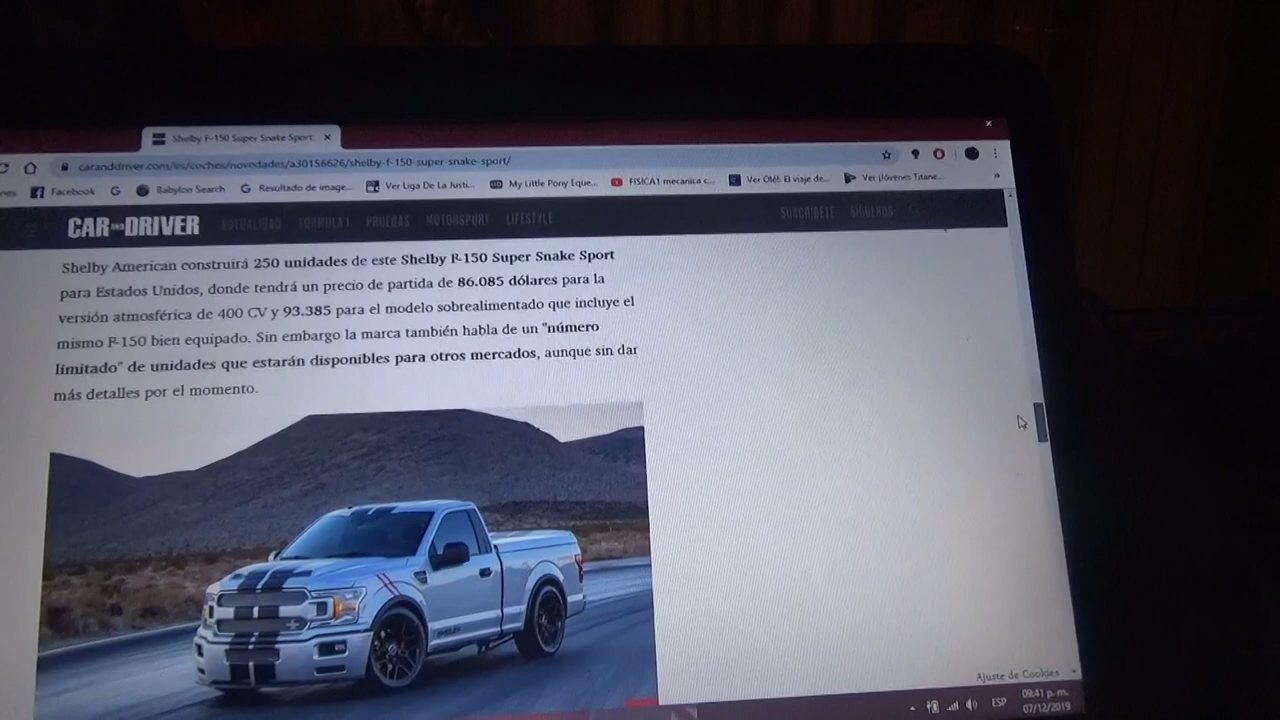 Shelby F-150 Super Snake Sport
caranddriver.com/es/coches/novedades/a30156626/shelby-f-150-super-snake-sport/
Facebook
Babylon Search
Resultado de image...
Ver Liga De La Justi...
My Little Pony Eque...
FISICA1 mecanica c...
Ver Olé!: El viaje de...
Ver ¡Jóvenes Titane...
CAR AND DRIVER
ACTUALIDAD FÓRMULA 1 PRUEBAS MOTORSPORT LIFESTYLE
SUSCRÍBETE SÍGUENOS
Shelby American construirá 250 unidades de este Shelby F-150 Super Snake Sport
para Estados Unidos, donde tendrá un precio de partida de 86.085 dólares para la
versión atmosférica de 400 CV y 93.385 para el modelo sobrealimentado que incluye el
mismo F-150 bien equipado. Sin embargo la marca también habla de un "número
limitado" de unidades que estarán disponibles para otros mercados, aunque sin dar
más detalles por el momento.
SHELBY
Ajuste de Cookies
ESP
09:41 p. m.
07/12/2019